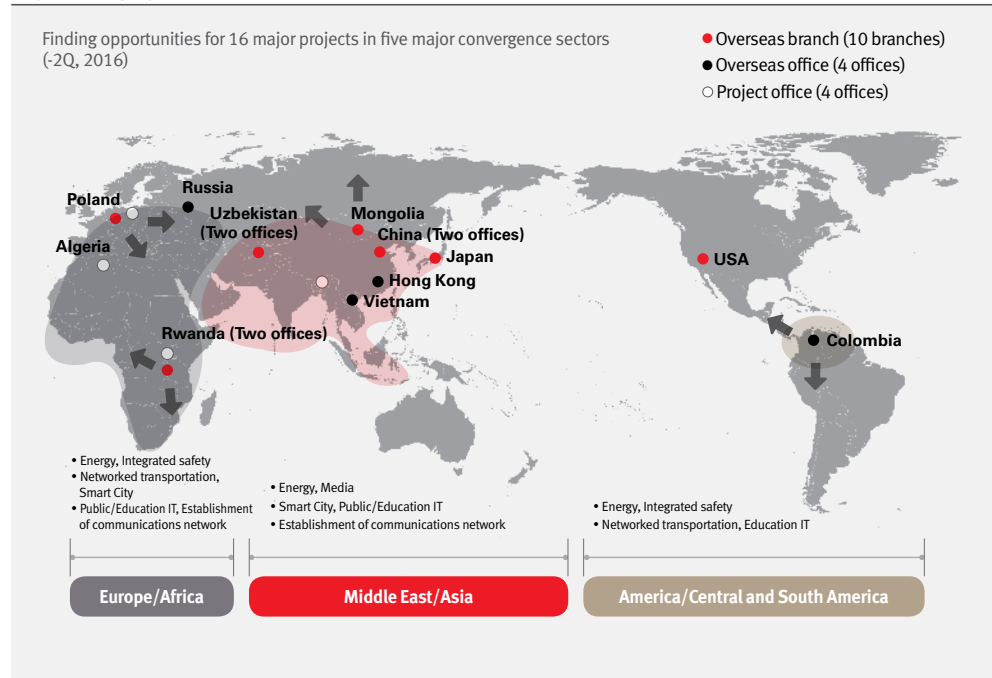 Finding opportunities for 16 major projects in five major convergence sectors
(-2Q, 2016)
Overseas branch (10 branches)
Overseas office (4 offices)
Project office (4 offices)
Poland
Russia
Uzbekistan
(Two offices)
Mongolia
China (Two offices)
Japan
Algeria
Hong Kong
Vietnam
Rwanda (Two offices)
USA
Colombia
• Energy, Integrated safety
• Networked transportation,
Smart City
• Public/Education IT, Establishment
of communications network
• Energy, Media
• Smart City, Public/Education IT
• Establishment of communications network
• Energy, Integrated safety
• Networked transportation, Education IT
Europe/Africa
Middle East/Asia
America/Central and South America